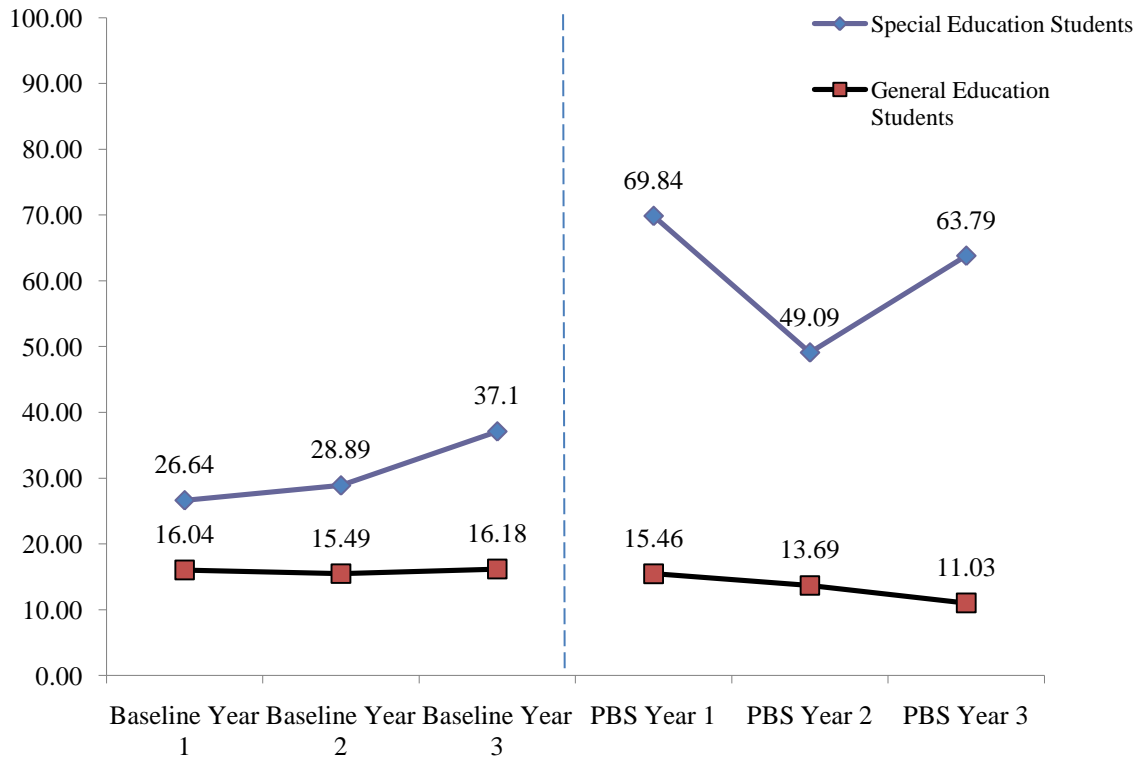 100.00
90.00
80.00
70.00
60.00
50.00
40.00
30.00
20.00
10.00
0.00
Special Education Students
General Education
Students
69.84
63.79
49.09
37.1
28.89
26.64
16.04
15.49
16.18
15.46
13.69
11.03
Baseline Year
1
Baseline Year
2
Baseline Year
3
PBS Year 1
PBS Year 2
PBS Year 3